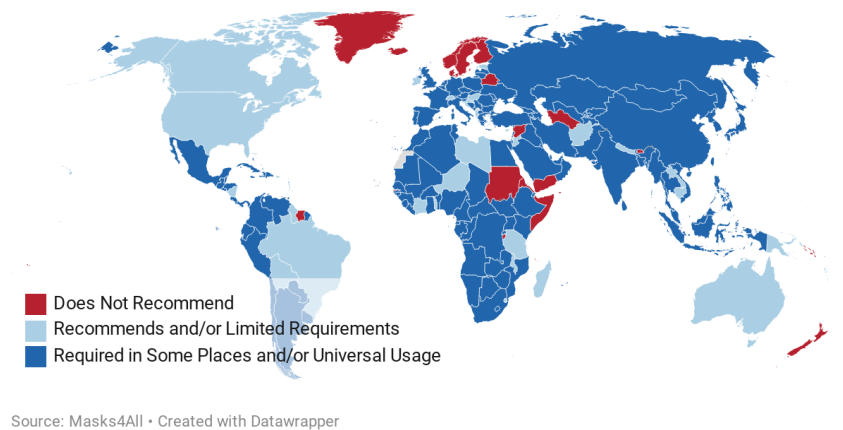 Does Not Recommend
Recommends and/or Limited Requirements
Required in Some Places and/or Universal Usage
Source: Masks4All • Created with Datawrapper